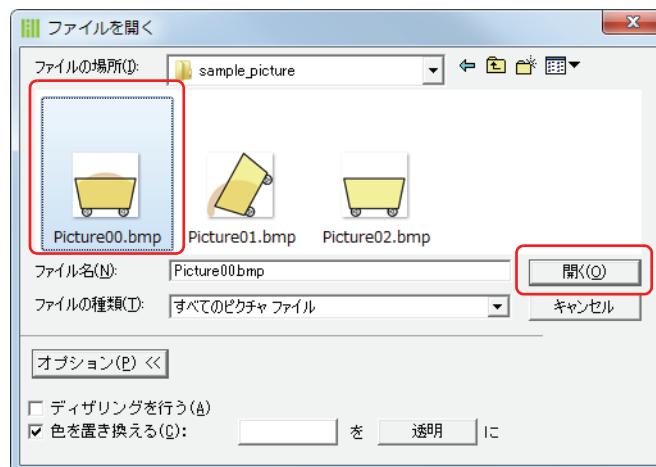 ファイルを開く
ファイルの場所(I):
sample_picture
Picture00.bmp
Picture01.bmp
Picture02.bmp
ファイル名(N):
Picture00.bmp
開く(O)
ファイルの種類(T):
すべてのピクチャ ファイル
キャンセル
オプション(P) <<
ディザリングを行う(A)
色を置き換える(C): を 透明 に